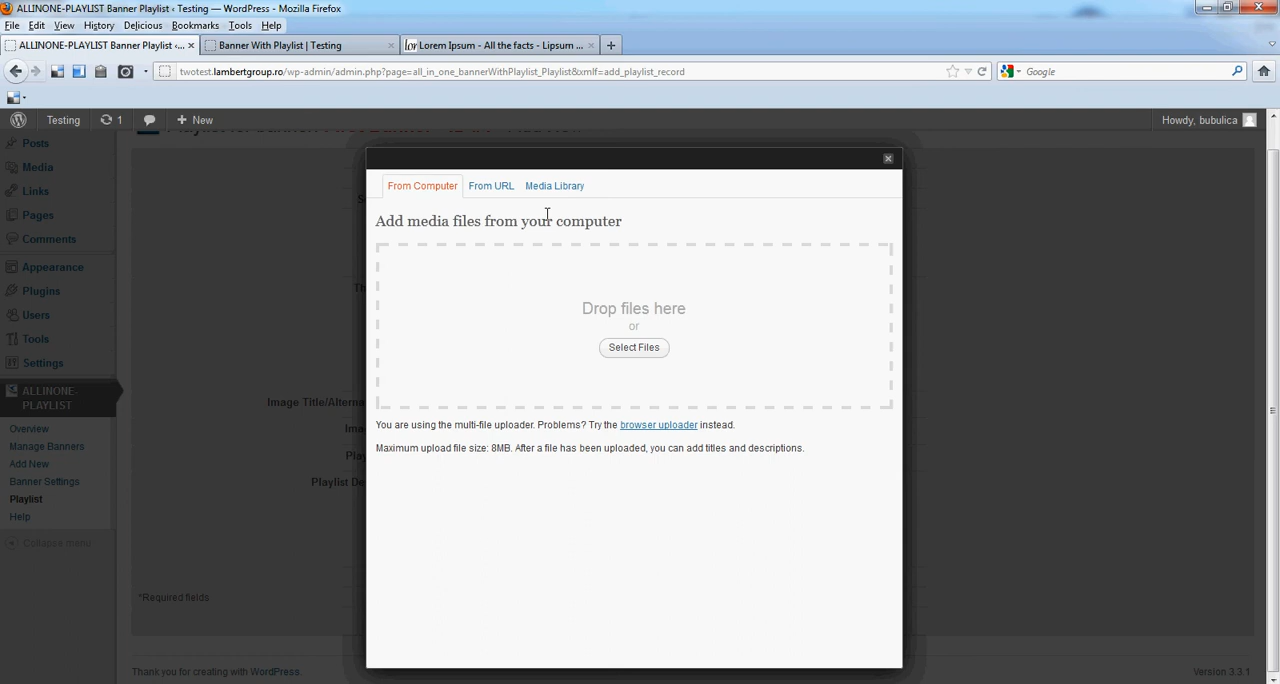 ALLINONE-PLAYLIST Banner Playlist ‹ Testing — WordPress - Mozilla Firefox
File Edit View History Delicious Bookmarks Tools Help
ALLINONE-PLAYLIST Banner Playlist ‹... × Banner With Playlist | Testing × Lorem Ipsum - All the facts - Lipsum ... × +
twotest.lambertgroup.ro/wp-admin/admin.php?page=all_in_one_bannerWithPlaylist_Playlist&xmlf=add_playlist_record
Google
Testing 1 + New Howdy, bubulica
Posts
Media
Links
Pages
Comments
Appearance
Plugins
Users
Tools
Settings
ALLINONE-
PLAYLIST
Overview
Manage Banners
Add New
Banner Settings
Playlist
Help
Collapse menu
S
Th
Image Title/Alterna
Ima
Play
Playlist De
*Required fields
From Computer From URL Media Library
Add media files from your computer
Drop files here
or
Select Files
You are using the multi-file uploader. Problems? Try the browser uploader instead.
Maximum upload file size: 8MB. After a file has been uploaded, you can add titles and descriptions.
Thank you for creating with WordPress.
Version 3.3.1